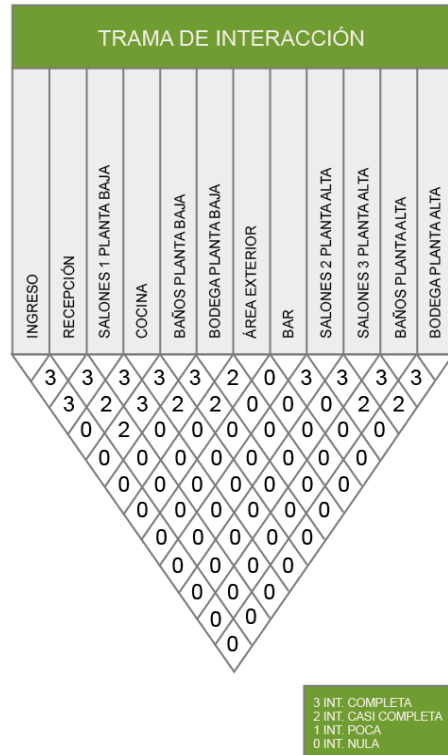 TRAMA DE INTERACCIÓN
INGRESO
RECEPCIÓN
SALONES 1 PLANTA BAJA
COCINA
BAÑOS PLANTA BAJA
BODEGA PLANTA BAJA
ÁREA EXTERIOR
BAR
SALONES 2 PLANTA ALTA
SALONES 3 PLANTA ALTA
BAÑOS PLANTA ALTA
BODEGA PLANTA ALTA
3 3 3 3 3 2 0 3 3 3 3
3 2 3 2 2 0 0 0 2 2
0 2 0 0 0 0 0 0 0
0 0 0 0 0 0 0 0
0 0 0 0 0 0 0
0 0 0 0 0 0
0 0 0 0 0
0 0 0 0
0 0 0
0 0
0
3 INT. COMPLETA
2 INT. CASI COMPLETA
1 INT. POCA
0 INT. NULA